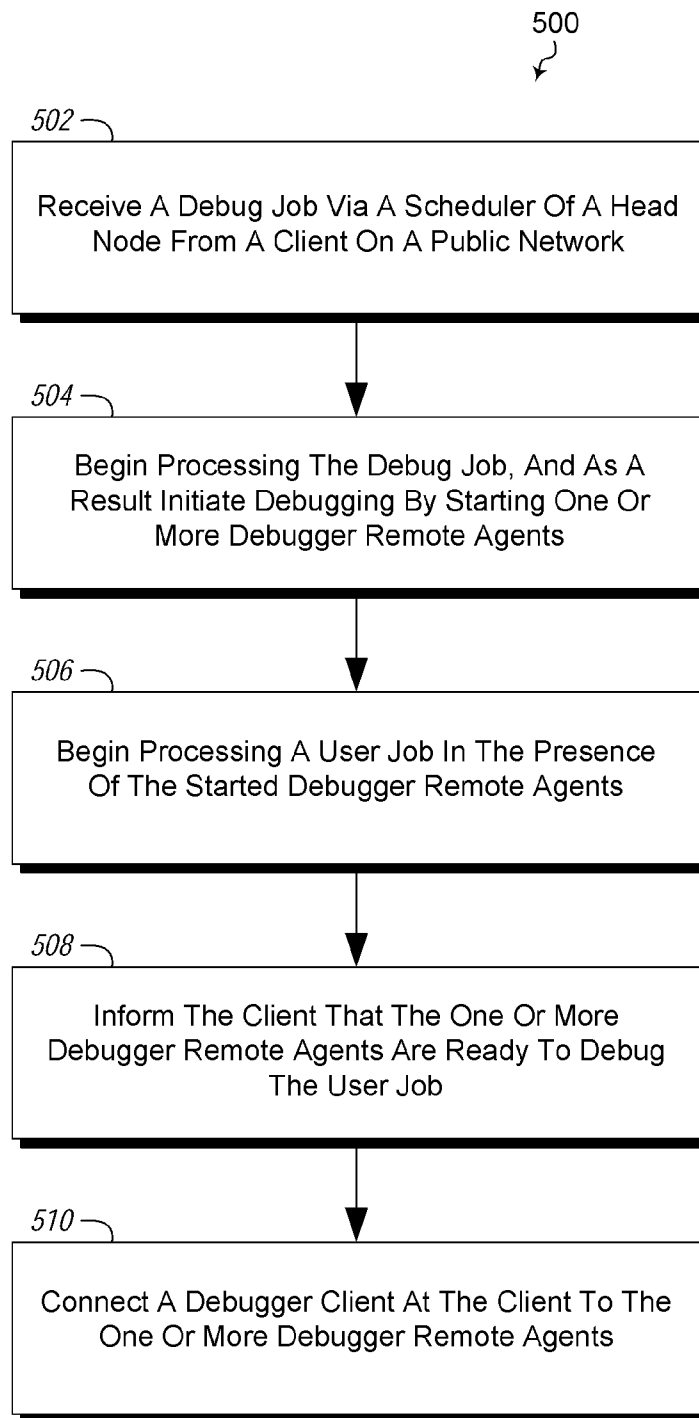 500
502
Receive A Debug Job Via A Scheduler Of A Head
Node From A Client On A Public Network
504
Begin Processing The Debug Job, And As A
Result Initiate Debugging By Starting One Or
More Debugger Remote Agents
506
Begin Processing A User Job In The Presence
Of The Started Debugger Remote Agents
508
Inform The Client That The One Or More
Debugger Remote Agents Are Ready To Debug
The User Job
510
Connect A Debugger Client At The Client To The
One Or More Debugger Remote Agents